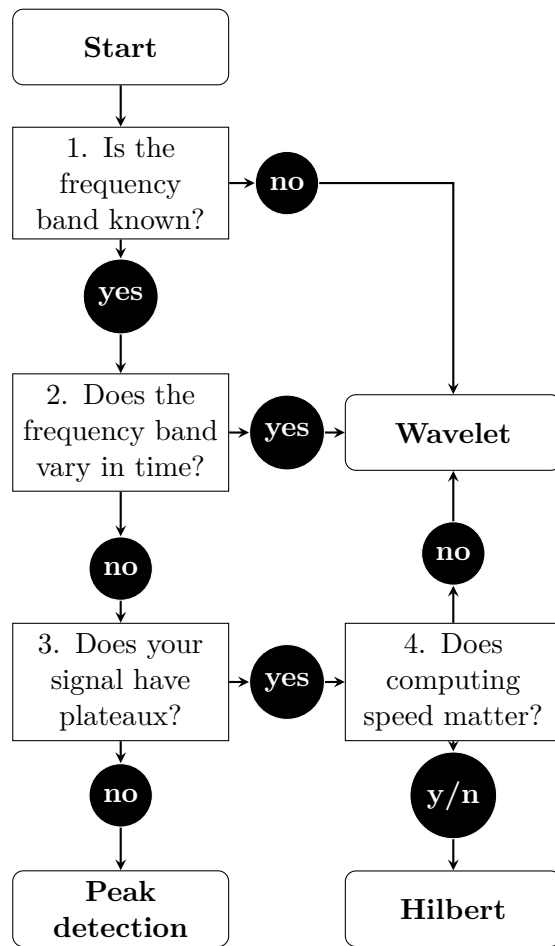 Start
1. Is the
frequency
band known?
no
yes
2. Does the
frequency band
vary in time?
yes
Wavelet
no
no
3. Does your
signal have
plateaux?
yes
4. Does
computing
speed matter?
no
y/n
Peak
detection
Hilbert